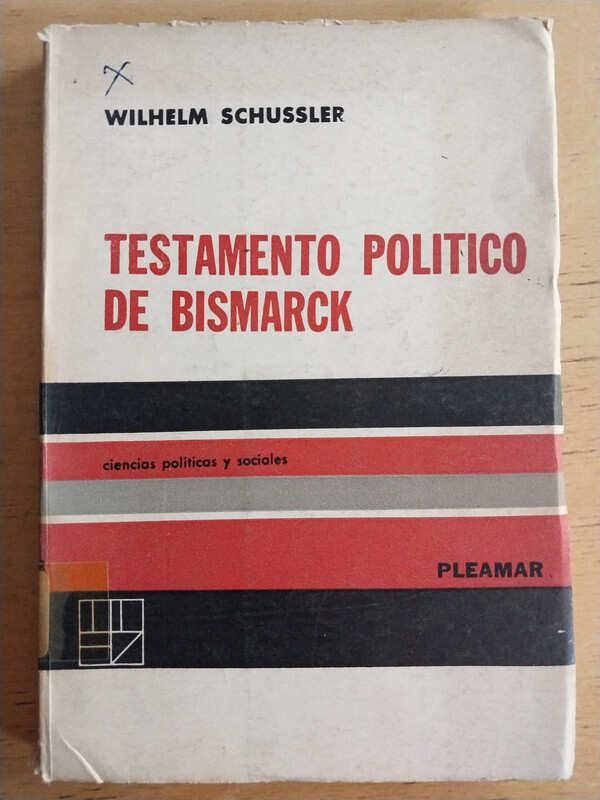 WILHELM SCHUSSLER
TESTAMENTO POLITICO
DE BISMARCK
ciencias políticas y sociales
PLEAMAR